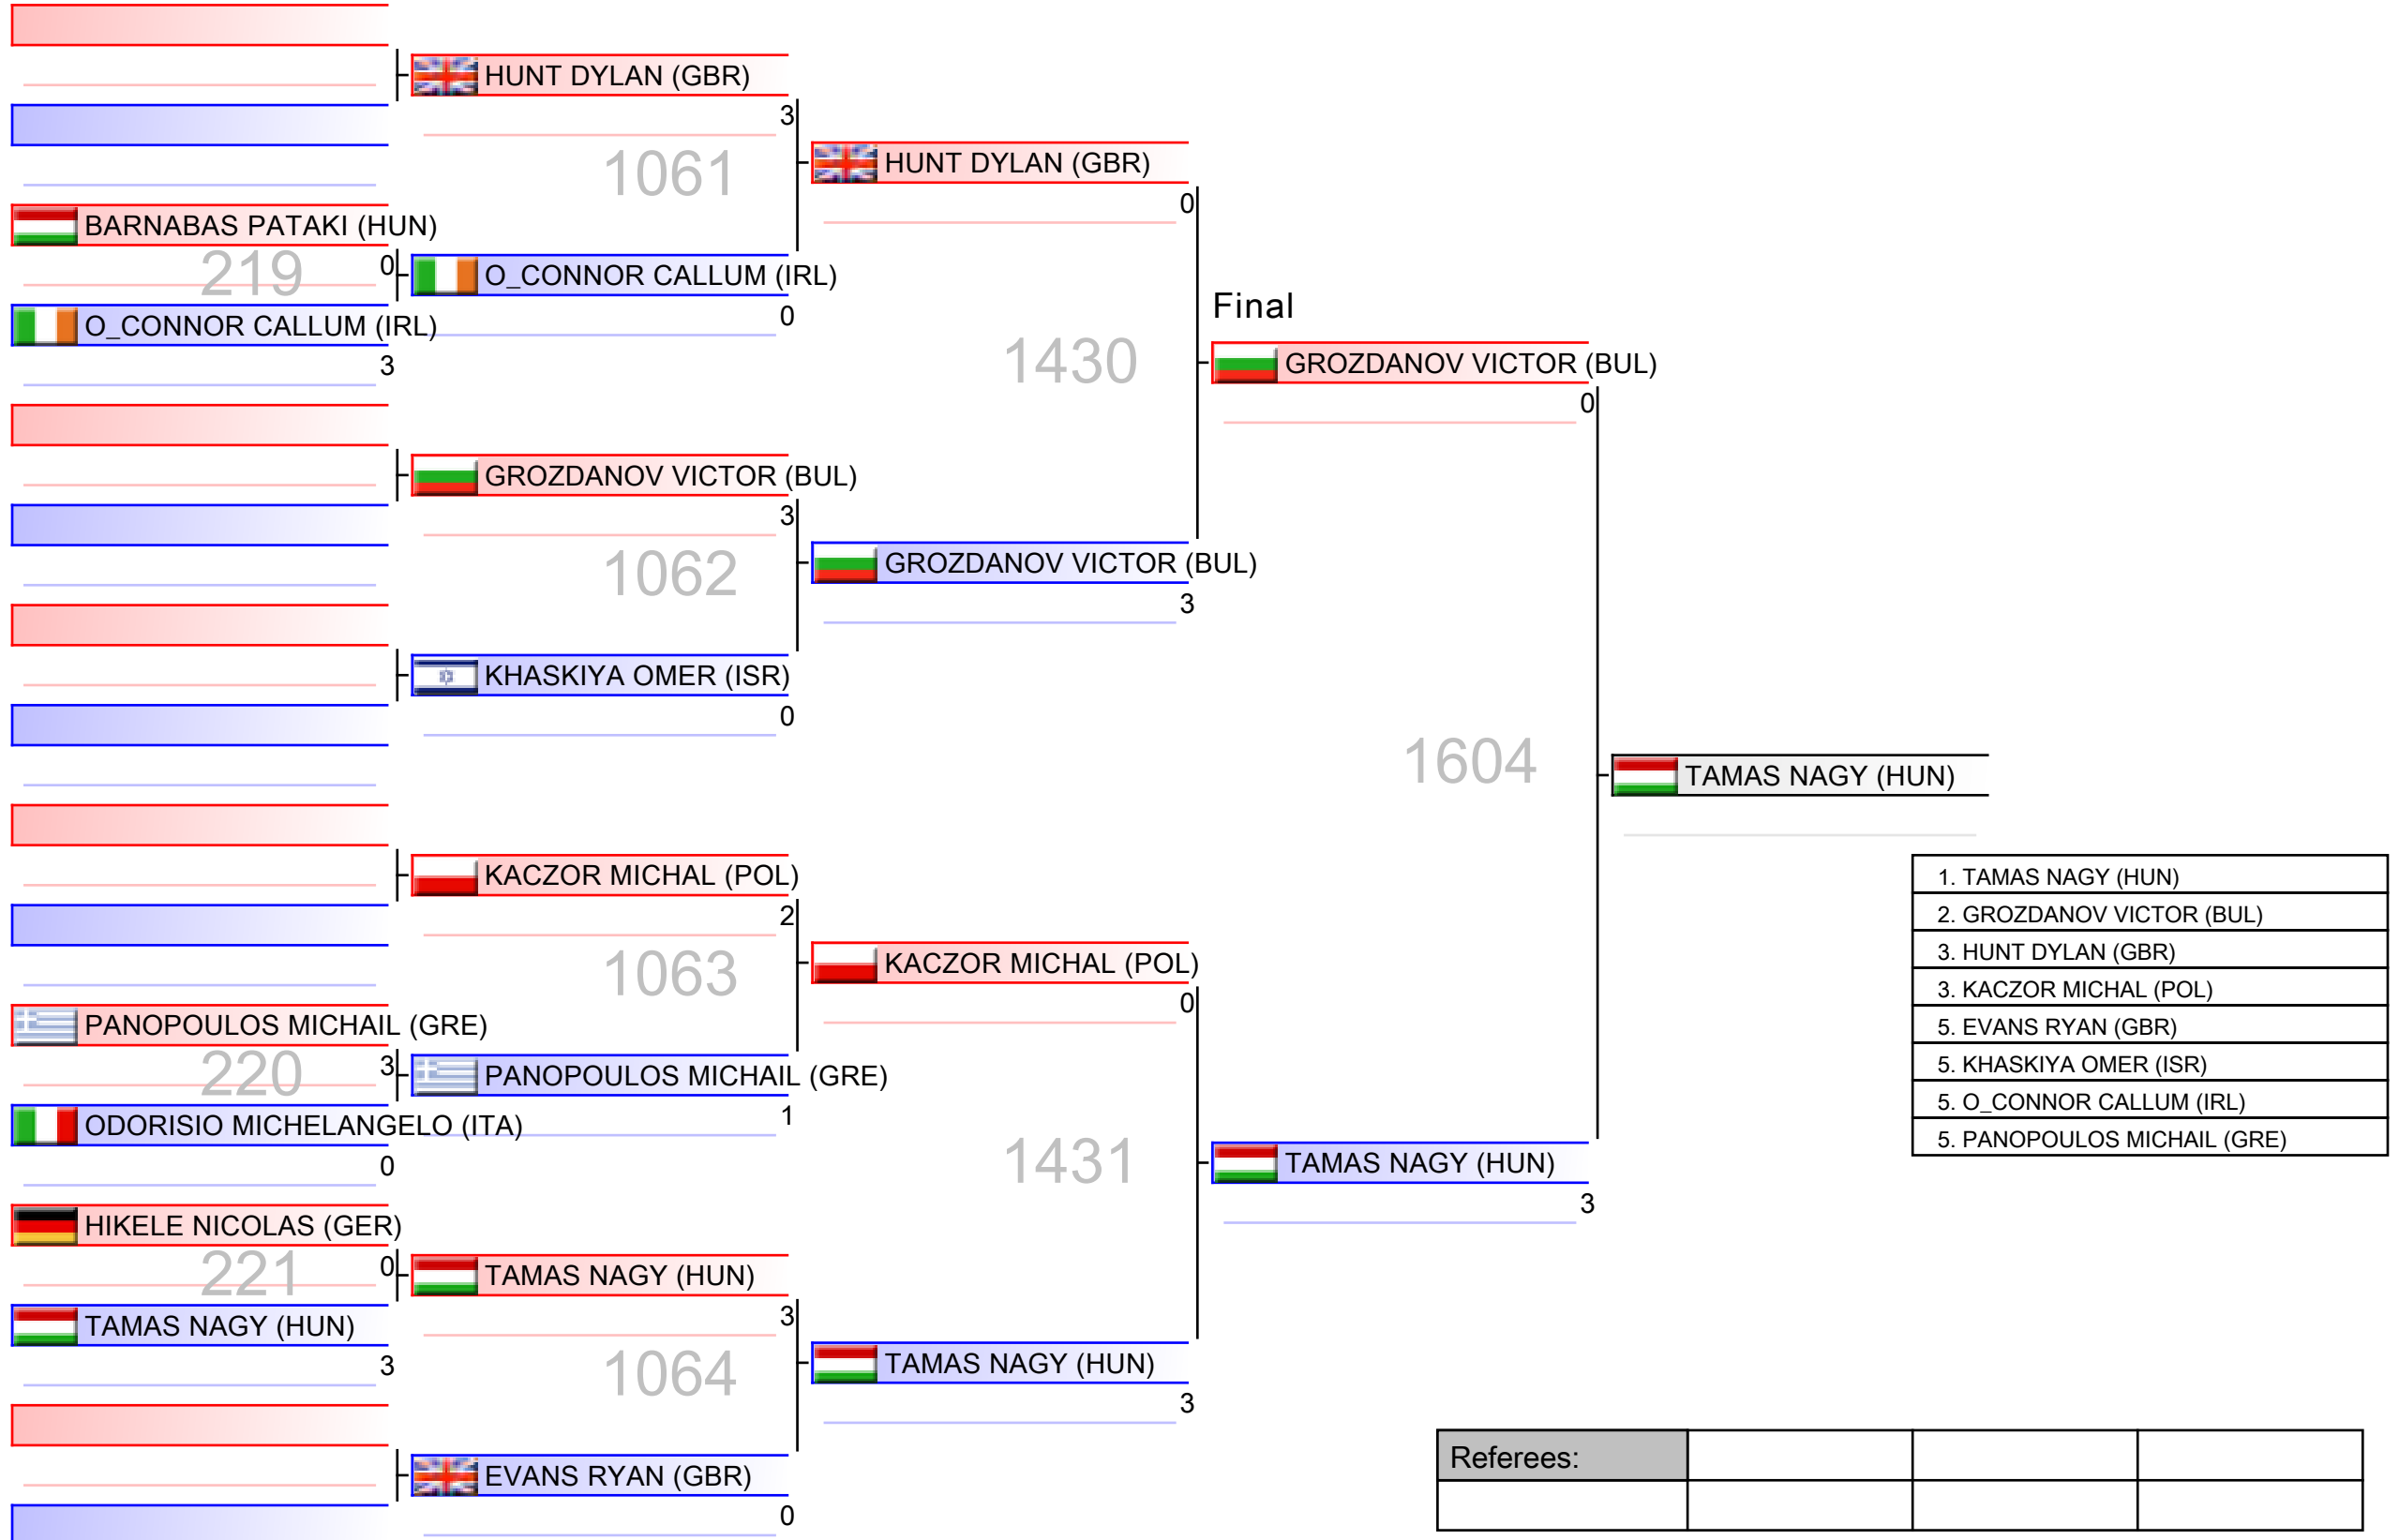 HUNT DYLAN (GBR)
3
1061
HUNT DYLAN (GBR)
0
BARNABAS PATAKI (HUN)
219
0
O_CONNOR CALLUM (IRL)
0
O_CONNOR CALLUM (IRL)
3
Final
1430
GROZDANOV VICTOR (BUL)
0
GROZDANOV VICTOR (BUL)
3
1062
GROZDANOV VICTOR (BUL)
3
KHASKIYA OMER (ISR)
0
1604
TAMAS NAGY (HUN)
KACZOR MICHAL (POL)
2
1063
KACZOR MICHAL (POL)
0
PANOPOULOS MICHAIL (GRE)
220
3
PANOPOULOS MICHAIL (GRE)
1
ODORISIO MICHELANGELO (ITA)
0
1431
TAMAS NAGY (HUN)
3
HIKELE NICOLAS (GER)
221
0
TAMAS NAGY (HUN)
3
TAMAS NAGY (HUN)
3
1064
TAMAS NAGY (HUN)
3
EVANS RYAN (GBR)
0
1. TAMAS NAGY (HUN)
2. GROZDANOV VICTOR (BUL)
3. HUNT DYLAN (GBR)
3. KACZOR MICHAL (POL)
5. EVANS RYAN (GBR)
5. KHASKIYA OMER (ISR)
5. O_CONNOR CALLUM (IRL)
5. PANOPOULOS MICHAIL (GRE)
Referees: